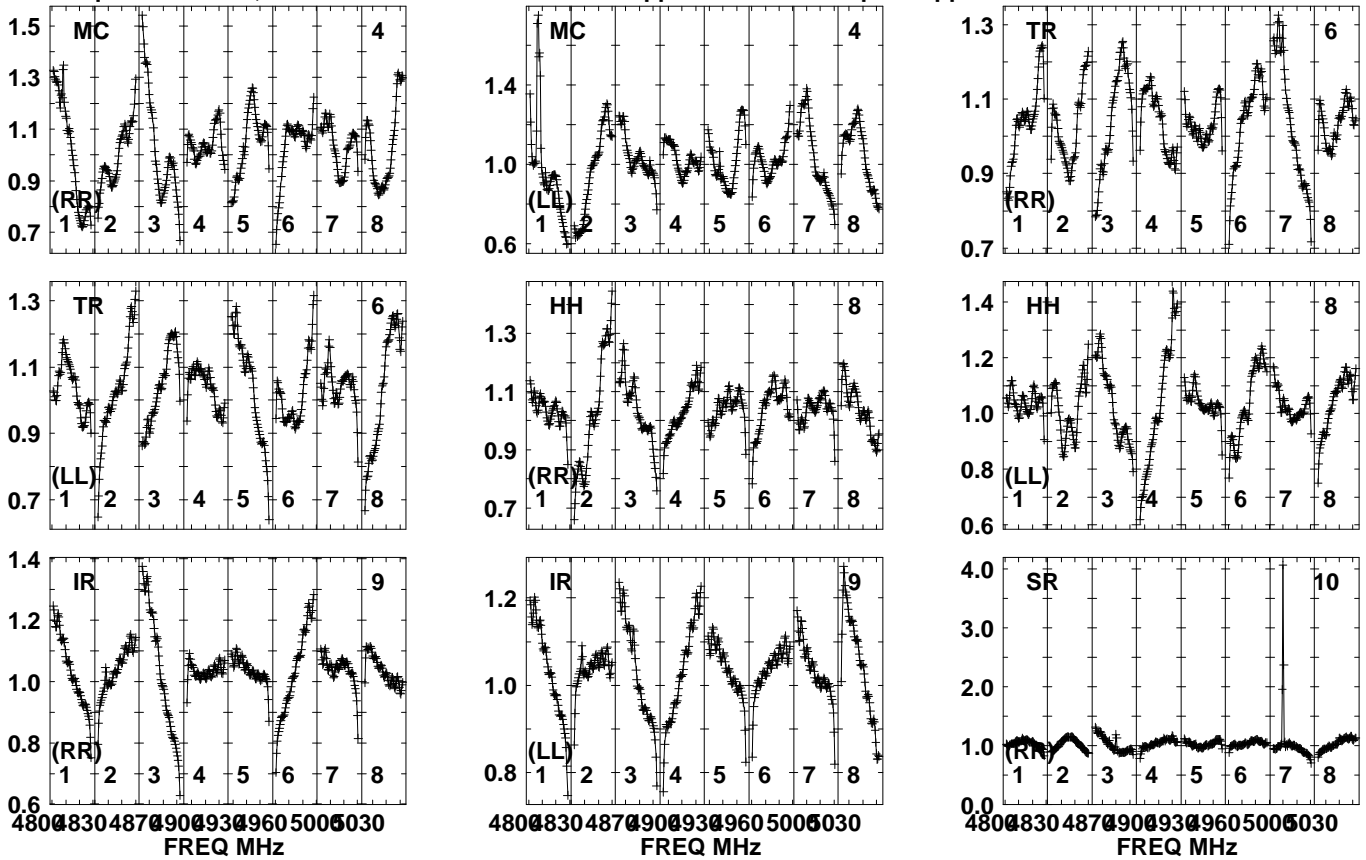 1.5 MC 4
1.3
1.1
0.9
(RR)
0.7 1 2 3 4 5 6 7 8
MC 4
1.4
1.0
(LL)
0.6 1 2 3 4 5 6 7 8
1.3 TR 6
1.1
0.9
(RR)
0.7 1 2 3 4 5 6 7 8
1.3 TR 6
1.1
0.9
(LL)
0.7 1 2 3 4 5 6 7 8
HH 8
1.3
1.1
0.9
(RR)
0.7 1 2 3 4 5 6 7 8
1.4 HH 8
1.2
1.0
0.8
(LL)
0.6 1 2 3 4 5 6 7 8
1.4 IR 9
1.2
1.0
0.8
(RR)
1 2 3 4 5 6 7 8
0.6
4800 4830 4870 4900 4930 4960 5000 5030
FREQ MHz
IR 9
1.2
1.0
(LL)
0.8 1 2 3 4 5 6 7 8
4800 4830 4870 4900 4930 4960 5000 5030
FREQ MHz
4.0 SR 10
3.0
2.0
1.0 (RR)
1 2 3 4 5 6 7 8
0.0
4800 4830 4870 4900 4930 4960 5000 5030
FREQ MHz